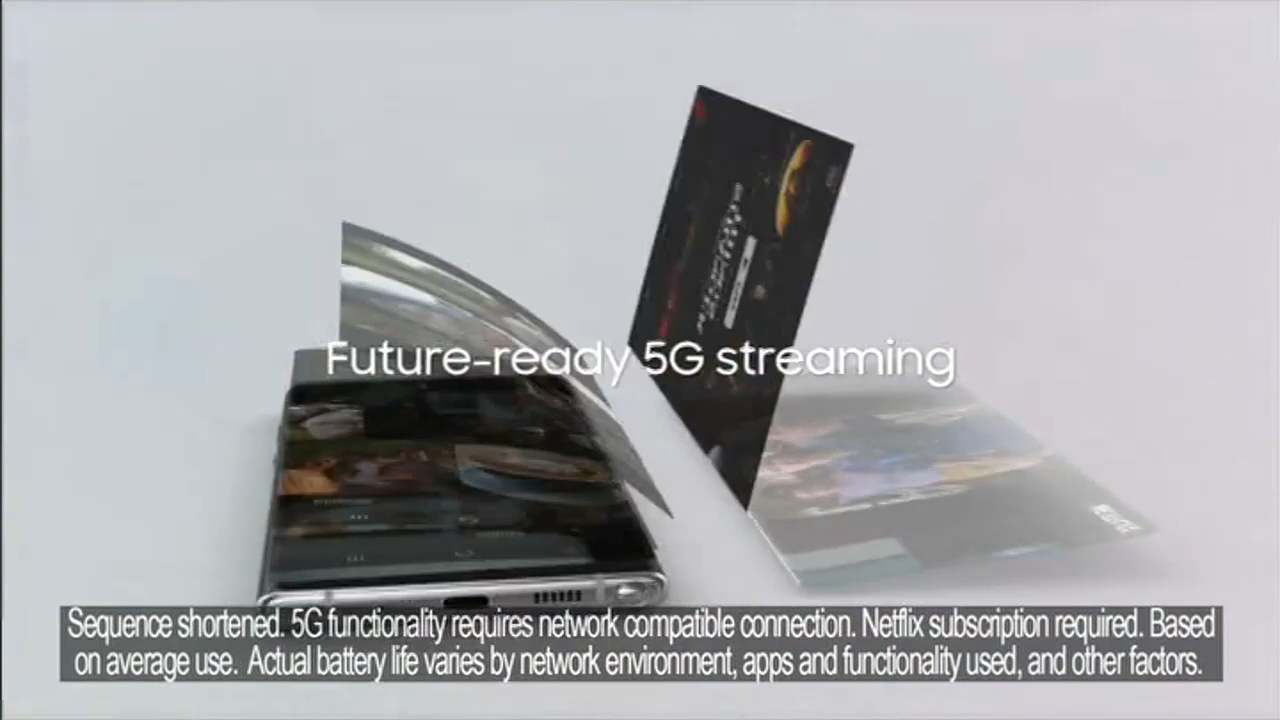 Future-ready 5G streaming
Sequence shortened. 5G functionality requires network compatible connection. Netflix subscription required. Based
on average use. Actual battery life varies by network environment, apps and functionality used, and other factors.